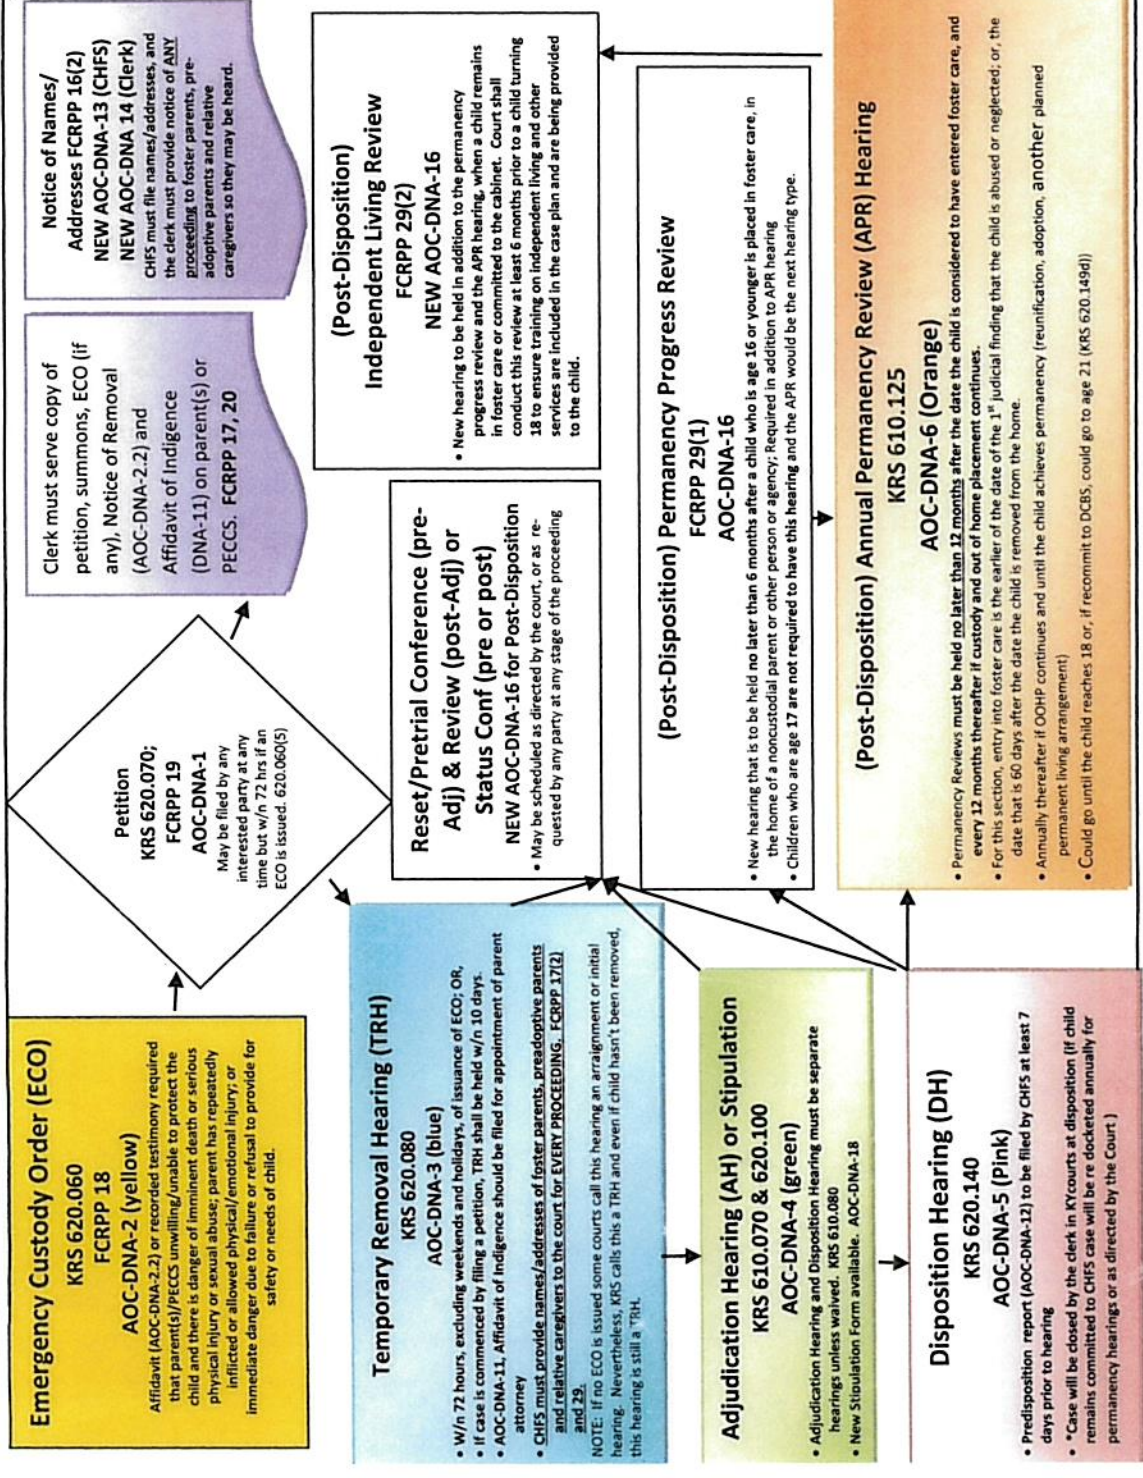 Emergency Custody Order (ECO)
KRS 620.060
FCRPP 18
AOC-DNA-2 (yellow)
Affidavit (AOC-DNA-2.2) or recorded testimony required
that parent(s)/PECCS unwilling/unable to protect the
child and there is danger of imminent death or serious
physical injury or sexual abuse; parent has repeatedly
inflicted or allowed physical/emotional injury; or
immediate danger due to failure or refusal to provide for
safety or needs of child.
Petition
KRS 620.070;
FCRPP 19
AOC-DNA-1
May be filed by any
interested party at any
time but w/n 72 hrs if an
ECO is issued. 620.060(5)
Clerk must serve copy of
petition, summons, ECO (if
any), Notice of Removal
(AOC-DNA-2.2) and
Affidavit of Indigence
(DNA-11) on parent(s) or
PECCS. FCRPP 17, 20
Notice of Names/
Addresses FCRPP 16(2)
NEW AOC-DNA-13 (CHFS)
NEW AOC-DNA 14 (Clerk)
CHFS must file names/addresses, and
the clerk must provide notice of ANY
proceeding to foster parents, pre-
adoptive parents and relative
caregivers so they may be heard.
Temporary Removal Hearing (TRH)
KRS 620.080
AOC-DNA-3 (blue)
• W/n 72 hours, excluding weekends and holidays, of issuance of ECO; OR,
• If case is commenced by filing a petition, TRH shall be held w/n 10 days.
• AOC-DNA-11, Affidavit of Indigence should be filed for appointment of parent
attorney
• CHFS must provide names/addresses of foster parents, preadoptive parents
and relative caregivers to the court for EVERY PROCEEDING. FCRPP 17(2)
and 29.
NOTE: If no ECO is issued some courts call this hearing an arraignment or initial
hearing. Nevertheless, KRS calls this a TRH and even if child hasn't been removed,
this hearing is still a TRH.
Reset/Pretrial Conference (pre-
Adj) & Review (post-Adj) or
Status Conf (pre or post)
NEW AOC-DNA-16 for Post-Disposition
• May be scheduled as directed by the court, or as re-
quested by any party at any stage of the proceeding
(Post-Disposition)
Independent Living Review
FCRPP 29(2)
NEW AOC-DNA-16
• New hearing to be held in addition to the permanency
progress review and the APR hearing, when a child remains
in foster care or committed to the cabinet. Court shall
conduct this review at least 6 months prior to a child turning
18 to ensure training on independent living and other
services are included in the case plan and are being provided
to the child.
Adjudication Hearing (AH) or Stipulation
KRS 610.070 & 620.100
AOC-DNA-4 (green)
• Adjudication Hearing and Disposition Hearing must be separate
hearings unless waived. KRS 610.080
• New Stipulation Form available. AOC-DNA-18
(Post-Disposition) Permanency Progress Review
FCRPP 29(1)
AOC-DNA-16
• New hearing that is to be held no later than 6 months after a child who is age 16 or younger is placed in foster care, in
the home of a noncustodial parent or other person or agency; Required in addition to APR hearing
• Children who are age 17 are not required to have this hearing and the APR would be the next hearing type.
Disposition Hearing (DH)
KRS 620.140
AOC-DNA-5 (Pink)
• Predisposition report (AOC-DNA-12) to be filed by CHFS at least 7
days prior to hearing
• *Case will be closed by the clerk in KYcourts at disposition (if child
remains committed to CHFS case will be re docketed annually for
permanency hearings or as directed by the Court )
(Post-Disposition) Annual Permanency Review (APR) Hearing
KRS 610.125
AOC-DNA-6 (Orange)
• Permanency Reviews must be held no later than 12 months after the date the child is considered to have entered foster care, and
every 12 months thereafter if custody and out of home placement continues.
• For this section, entry into foster care is the earlier of the date of the 1st judicial finding that the child is abused or neglected; or, the
date that is 60 days after the date the child is removed from the home.
• Annually thereafter if OOHP continues and until the child achieves permanency (reunification, adoption, another planned
permanent living arrangement)
• Could go until the child reaches 18 or, if recommit to DCBS, could go to age 21 (KRS 620.149d))